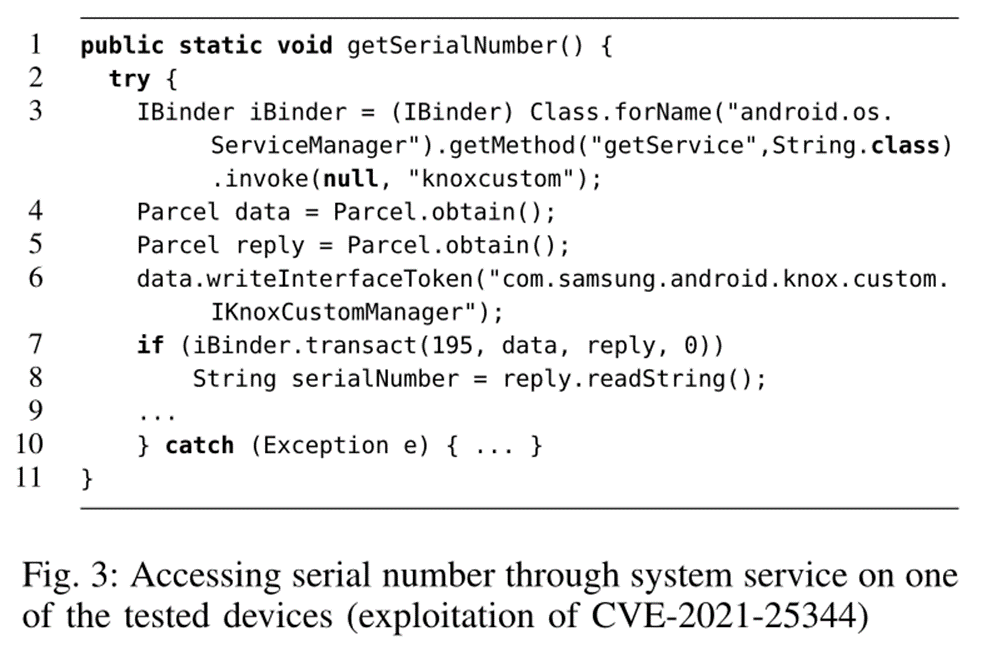 1 public static void getSerialNumber() {
2 try {
3 IBinder iBinder = (IBinder) Class.forName("android.os.
ServiceManager").getMethod("getService",String.class)
.invoke(null, "knoxcustom");
4 Parcel data = Parcel.obtain();
5 Parcel reply = Parcel.obtain();
6 data.writeInterfaceToken("com.samsung.android.knox.custom.
IKnoxCustomManager");
7 if (iBinder.transact(195, data, reply, 0))
8 String serialNumber = reply.readString();
9 ...
10 } catch (Exception e) { ... }
11 }
Fig. 3: Accessing serial number through system service on one
of the tested devices (exploitation of CVE-2021-25344)